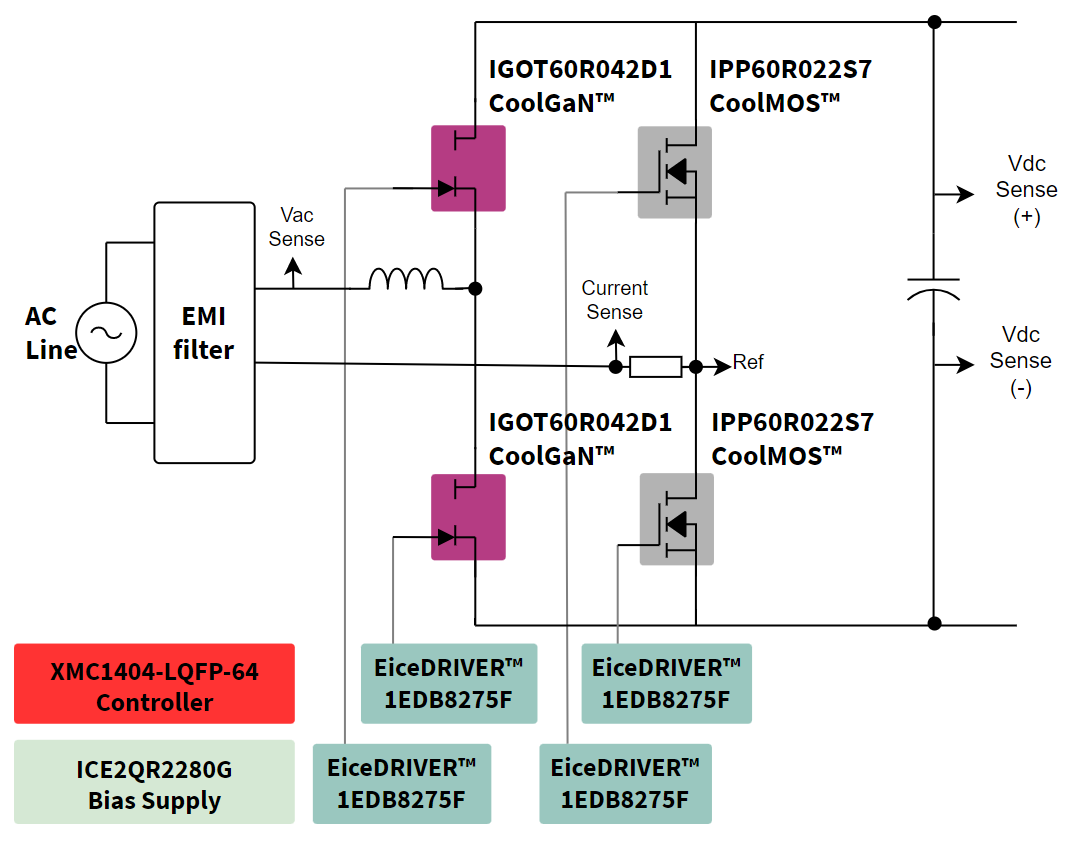 IGOT60R042D1
CoolGaN™
IPP60R022S7
CoolMOS™
Vdc
Sense
(+)
Vac
Sense
AC
Line
EMI
filter
Current
Sense
Ref
Vdc
Sense
(-)
IGOT60R042D1
CoolGaN™
IPP60R022S7
CoolMOS™
XMC1404-LQFP-64
Controller
EiceDRIVER™
1EDB8275F
EiceDRIVER™
1EDB8275F
ICE2QR2280G
Bias Supply
EiceDRIVER™
1EDB8275F
EiceDRIVER™
1EDB8275F